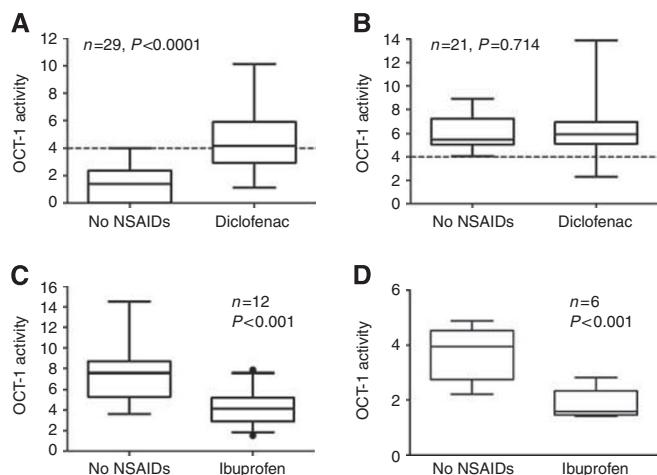 A
n=29, P<0.0001
OCT-1 activity
12
10
8
6
4
2
0
No NSAIDs Diclofenac
B
n=21, P=0.714
OCT-1 activity
14
12
10
8
6
4
2
0
No NSAIDs Diclofenac
C
n=12
P<0.001
OCT-1 activity
16
14
12
10
8
6
4
2
0
No NSAIDs Ibuprofen
D
n=6
P<0.001
OCT-1 activity
6
4
2
0
No NSAIDs Ibuprofen